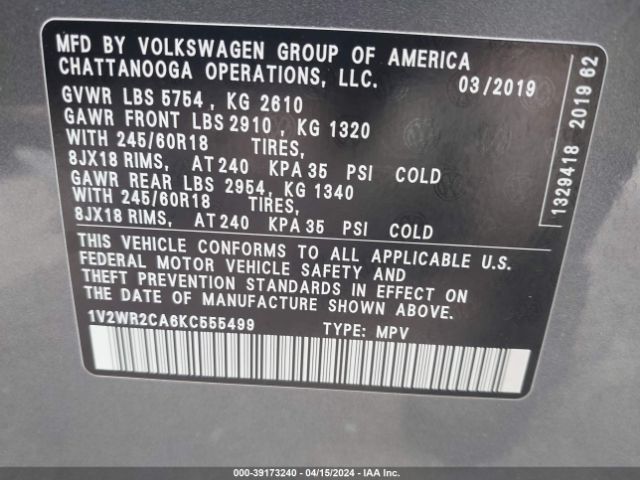 MFD BY VOLKSWAGEN GROUP OF AMERICA
CHATTANOOGA OPERATIONS, LLC.
03/2019
GVWR LBS 5754 , KG 2610
GAWR FRONT LBS 2910 , KG 1320
WITH 245/60R18 TIRES,
8JX18 RIMS, AT 240 KPA 35 PSI COLD
GAWR REAR LBS 2954, KG 1340
WITH 245/60R18 TIRES,
8JX18 RIMS, AT 240 KPA 35 PSI COLD
THIS VEHICLE CONFORMS TO ALL APPLICABLE U.S.
FEDERAL MOTOR VEHICLE SAFETY AND
THEFT PREVENTION STANDARDS IN EFFECT ON
THE DATE OF MANUFACTURE SHOWN ABOVE.
1V2WR2CA6KC555499 TYPE: MPV
1329418 2019 62
000-39173240 - 04/15/2024 - IAAI.COM